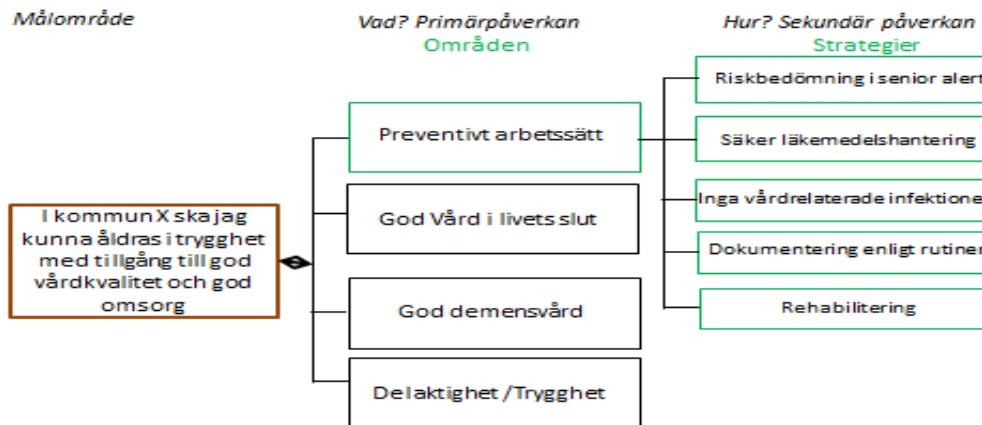 Målområde
Vad? Primärpåverkan
Områden
Hur? Sekundär påverkan
Strategier
I kommun X ska jag
kunna åldras i trygghet
med tillgång till god
vårdkvalitet och god
omsorg
Preventivt arbetssätt
God Vård i livets slut
God demensvård
Delaktighet/Trygghet
Riskbedömning i senior alert
Säker läkemedelshantering
Inga vårdrelaterade infektione
Dokumentering enligt rutiner
Rehabilitering